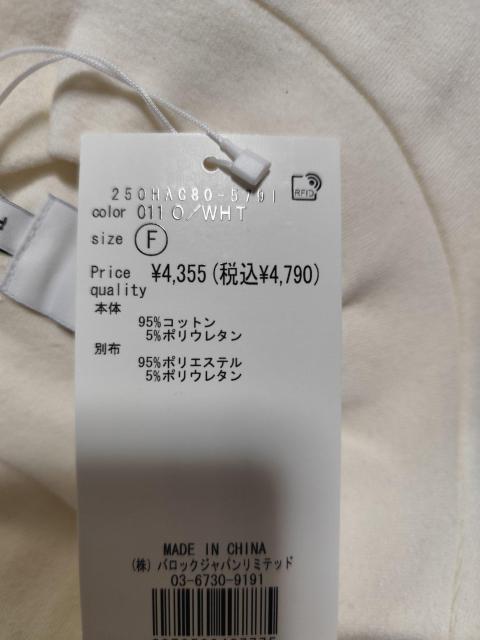 250HAG80-5791
RFID
color 011 O/WHT
size F
Price ¥4,355(税込¥4,790)
quality
本体
95%コットン
5%ポリウレタン
別布
95%ポリエステル
5%ポリウレタン
MADE IN CHINA
(株)バロックジャパンリミテッド
03-6730-9191